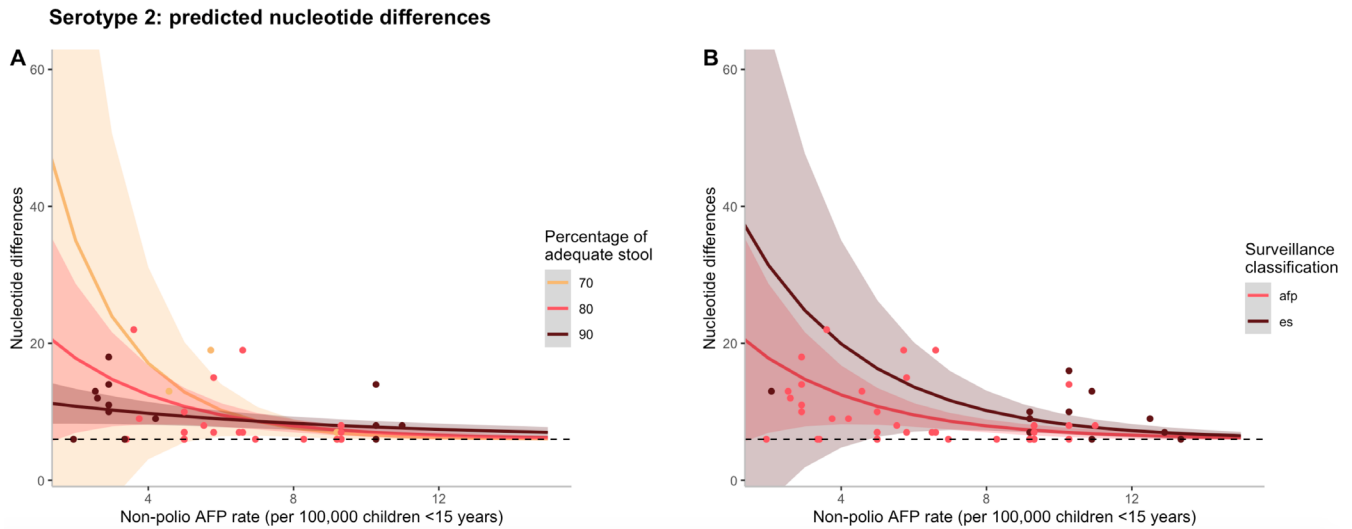 Serotype 2: predicted nucleotide differences
A
60
40
20
0
Nucleotide differences
4
8
12
Non-polio AFP rate (per 100,000 children <15 years)
Percentage of
adequate stool
70
80
90
B
60
40
20
0
Nucleotide differences
4
8
12
Non-polio AFP rate (per 100,000 children <15 years)
Surveillance
classification
afp
es